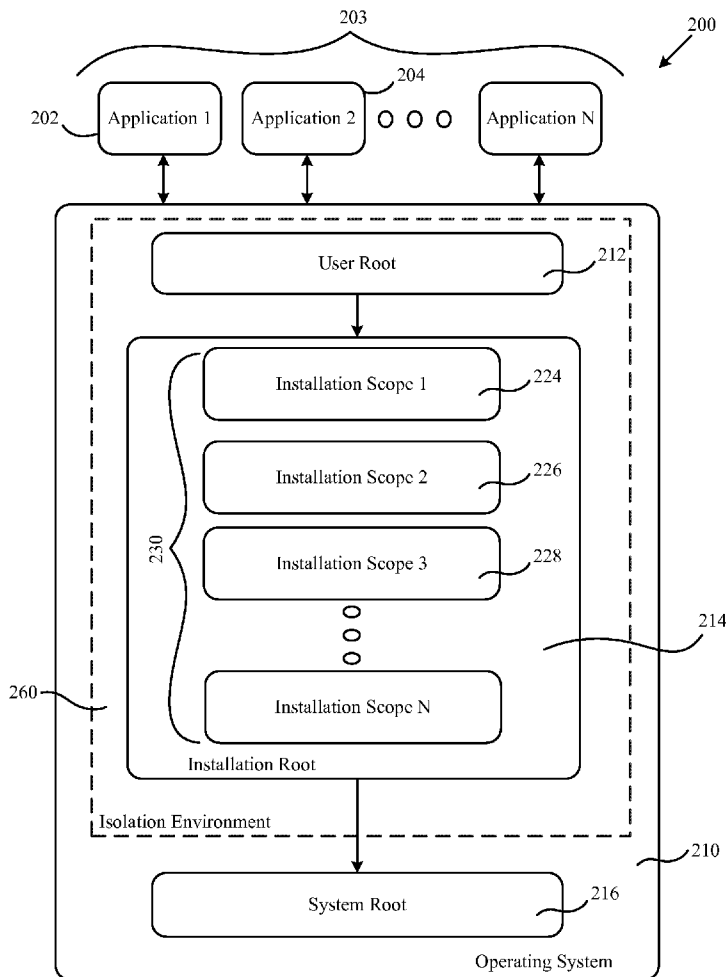 203
200
204
202
Application 1
Application 2
Application N
User Root
212
Installation Scope 1
224
Installation Scope 2
226
230
Installation Scope 3
228
214
260
Installation Scope N
Installation Root
Isolation Environment
210
System Root
216
Operating System